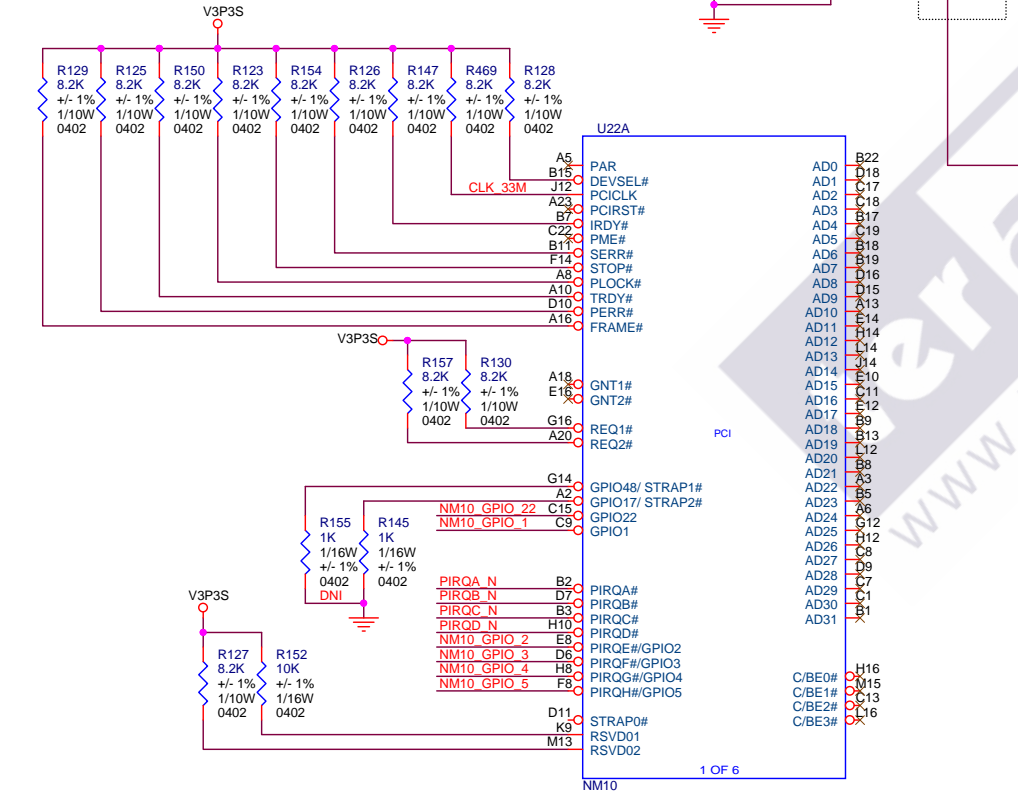 V3P3S
R129 R125 R150 R123 R154 R126 R147 R469 R128
8.2K 8.2K 8.2K 8.2K 8.2K 8.2K 8.2K 8.2K 8.2K
+/- 1% +/- 1% +/- 1% +/- 1% +/- 1% +/- 1% +/- 1% +/- 1% +/- 1%
1/10W 1/10W 1/10W 1/10W 1/10W 1/10W 1/10W 1/10W 1/10W
0402 0402 0402 0402 0402 0402 0402 0402 0402
U22A
A5 PAR AD0 B22
B15 DEVSEL# AD1 D18
CLK_33M J12 PCICLK AD2 C17
A23 PCIRST# AD3 C18
B7 IRDY# AD4 B17
C22 PME# AD5 C19
B11 SERR# AD6 B18
F14 STOP# AD7 B19
A8 PLOCK# AD8 D16
A10 TRDY# AD9 D15
D10 PERR# AD10 A13
A16 FRAME# AD11 E14
AD12 H14
V3P3S AD13 L14
AD14 J14
A18 GNT1# AD15 E10
E16 GNT2# AD16 C11
AD17 E12
G16 REQ1# AD18 B9
A20 REQ2# AD19 B13
AD20 L12
AD21 B8
G14 GPIO48/ STRAP1# AD22 A3
A2 GPIO17/ STRAP2# AD23 B5
NM10_GPIO_22 C15 GPIO22 AD24 A6
NM10_GPIO_1 C9 GPIO1 AD25 G12
AD26 H12
AD27 C8
AD28 D9
PIRQA_N B2 PIRQA# AD29 C7
PIRQB_N D7 PIRQB# AD30 C1
PIRQC_N B3 PIRQC# AD31 B1
PIRQD_N H10 PIRQD#
NM10_GPIO_2 E8 PIRQE#/GPIO2
NM10_GPIO_3 D6 PIRQF#/GPIO3
NM10_GPIO_4 H8 PIRQG#/GPIO4 C/BE0# H16
NM10_GPIO_5 F8 PIRQH#/GPIO5 C/BE1# M15
C/BE2# C13
D11 STRAP0# C/BE3# L16
K9 RSVD01
M13 RSVD02
R157 R130
8.2K 8.2K
+/- 1% +/- 1%
1/10W 1/10W
0402 0402
PCI
R155 R145
1K 1K
1/16W 1/16W
+/- 1% +/- 1%
0402 0402
DNI
V3P3S
R127 R152
8.2K 10K
+/- 1% +/- 1%
1/10W 1/16W
0402 0402
1 OF 6
NM10
www